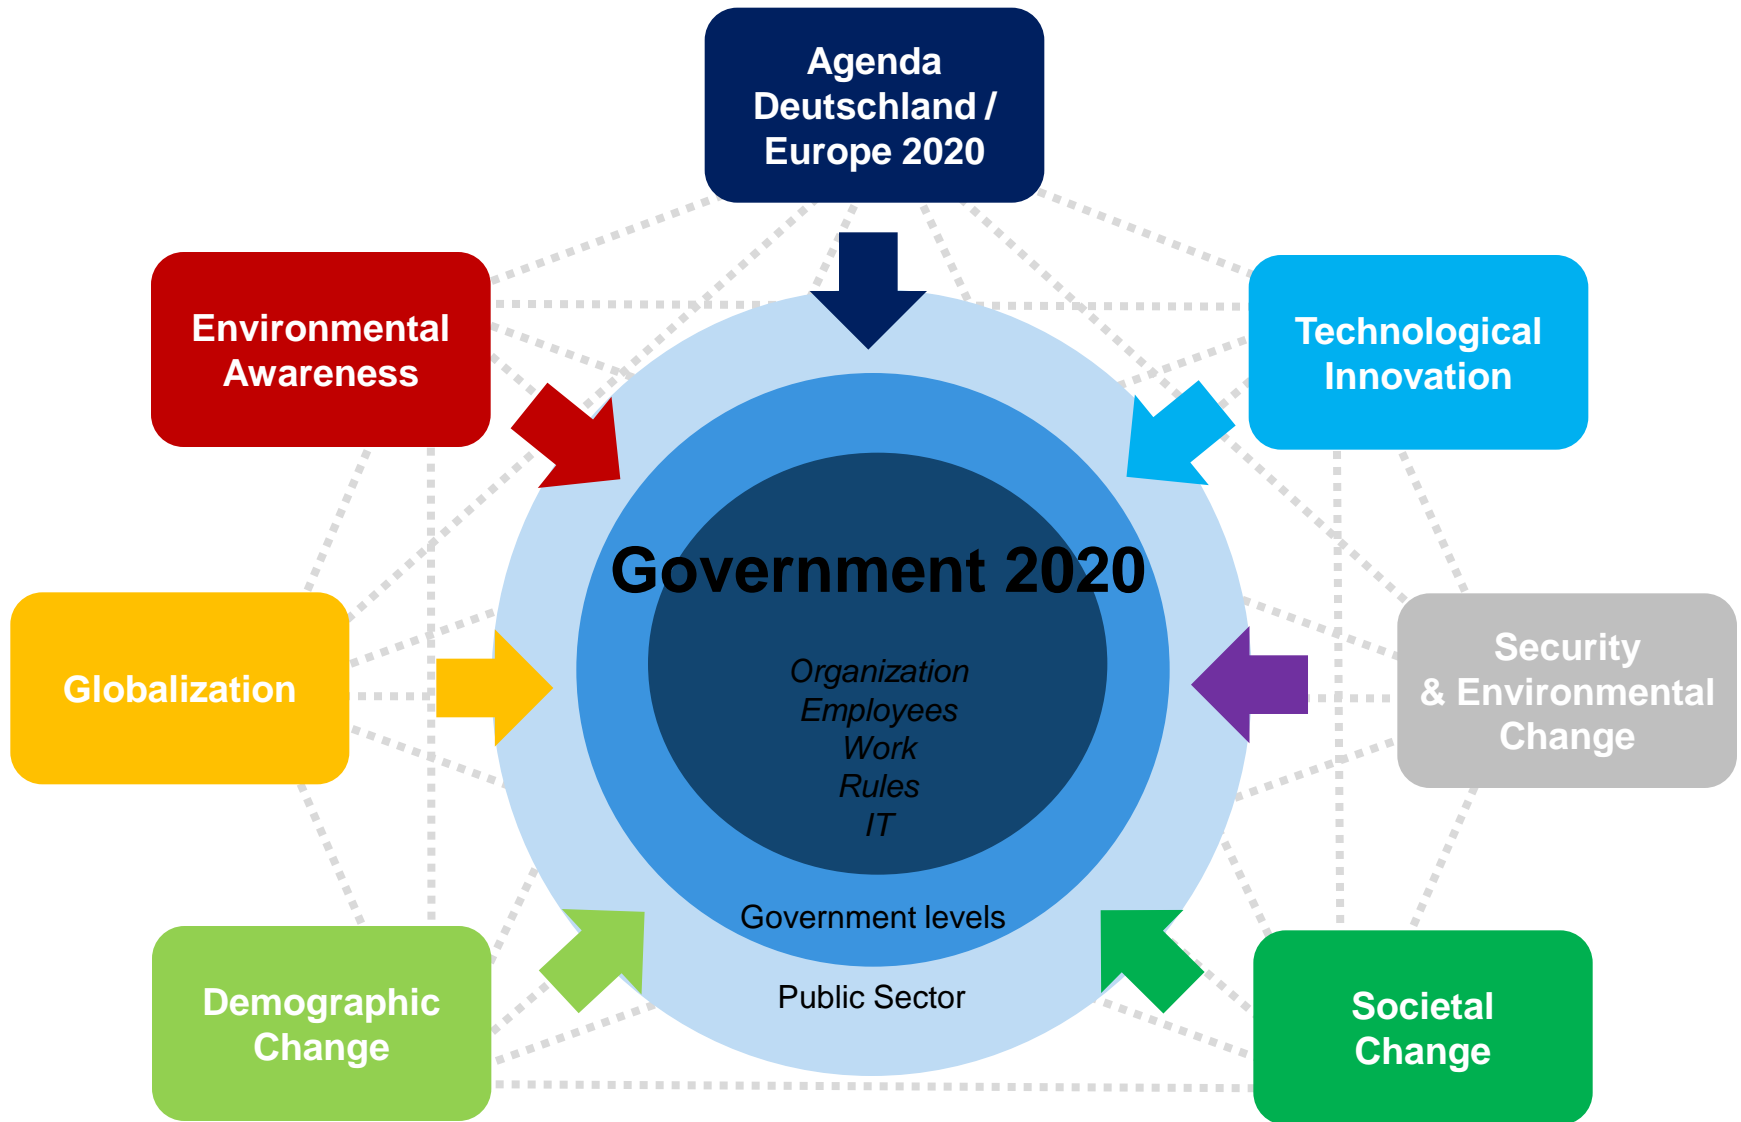 Agenda
Deutschland /
Europe 2020
Environmental
Awareness
Technological
Innovation
Government 2020
Organization
Employees
Work
Rules
IT
Globalization
Security
& Environmental
Change
Government levels
Public Sector
Demographic
Change
Societal
Change